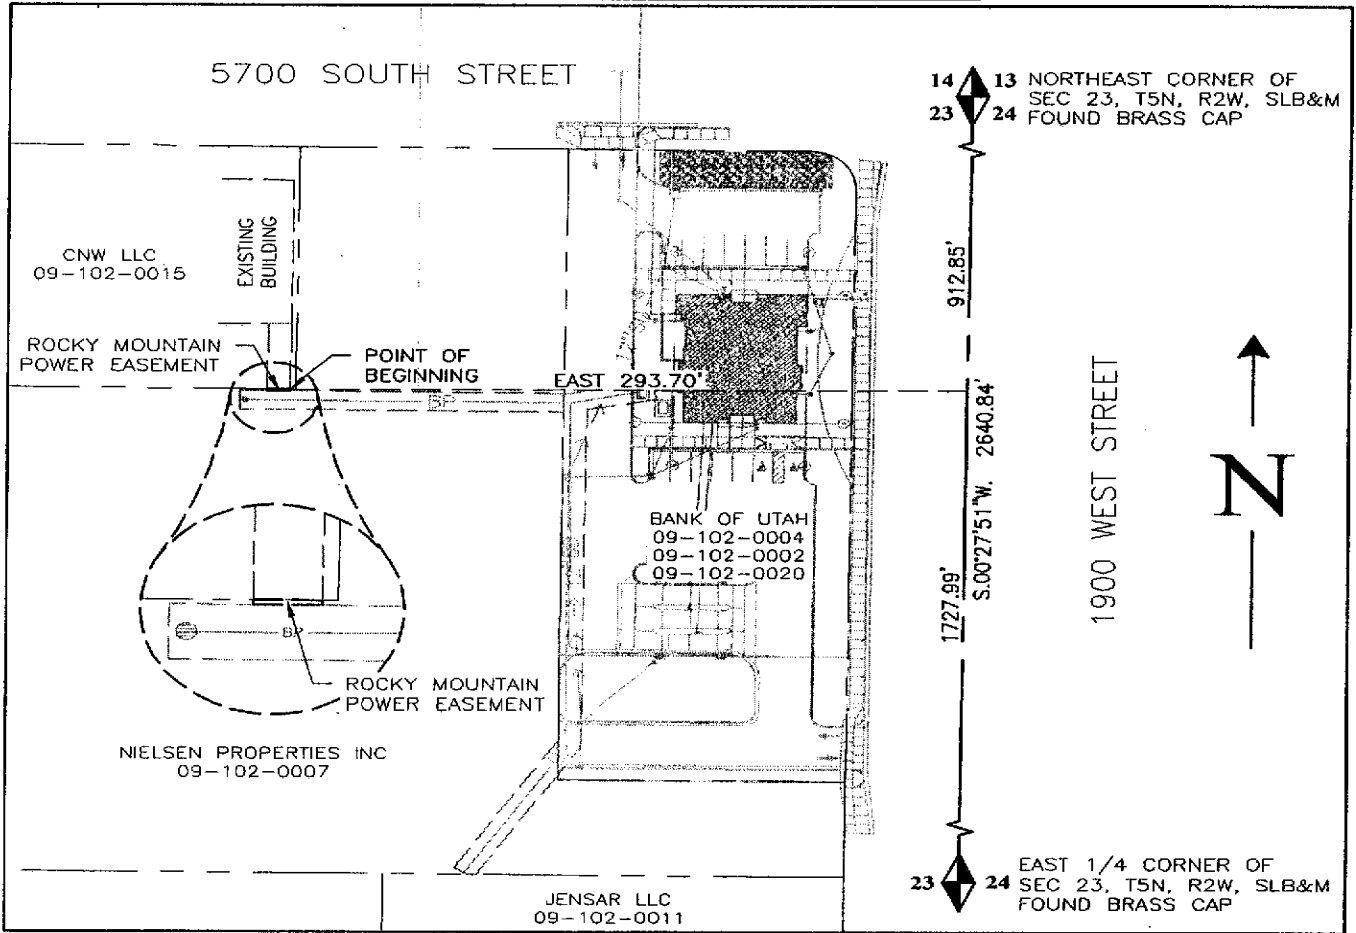 5700 SOUTH STREET
14 13 NORTHEAST CORNER OF
SEC 23, T5N, R2W, SLB&M
23 24 FOUND BRASS CAP
EXISTING
BUILDING
CNW LLC
09-102-0015
912.85'
ROCKY MOUNTAIN
POWER EASEMENT
POINT OF
BEGINNING
EAST 293.70'
BP
S.00°27'51"W. 2640.84'
1900 WEST STREET
N
BANK OF UTAH
09-102-0004
09-102-0002
09-102-0020
1727.99'
BP
ROCKY MOUNTAIN
POWER EASEMENT
NIELSEN PROPERTIES INC
09-102-0007
23 24 EAST 1/4 CORNER OF
SEC 23, T5N, R2W, SLB&M
FOUND BRASS CAP
JENSAR LLC
09-102-0011